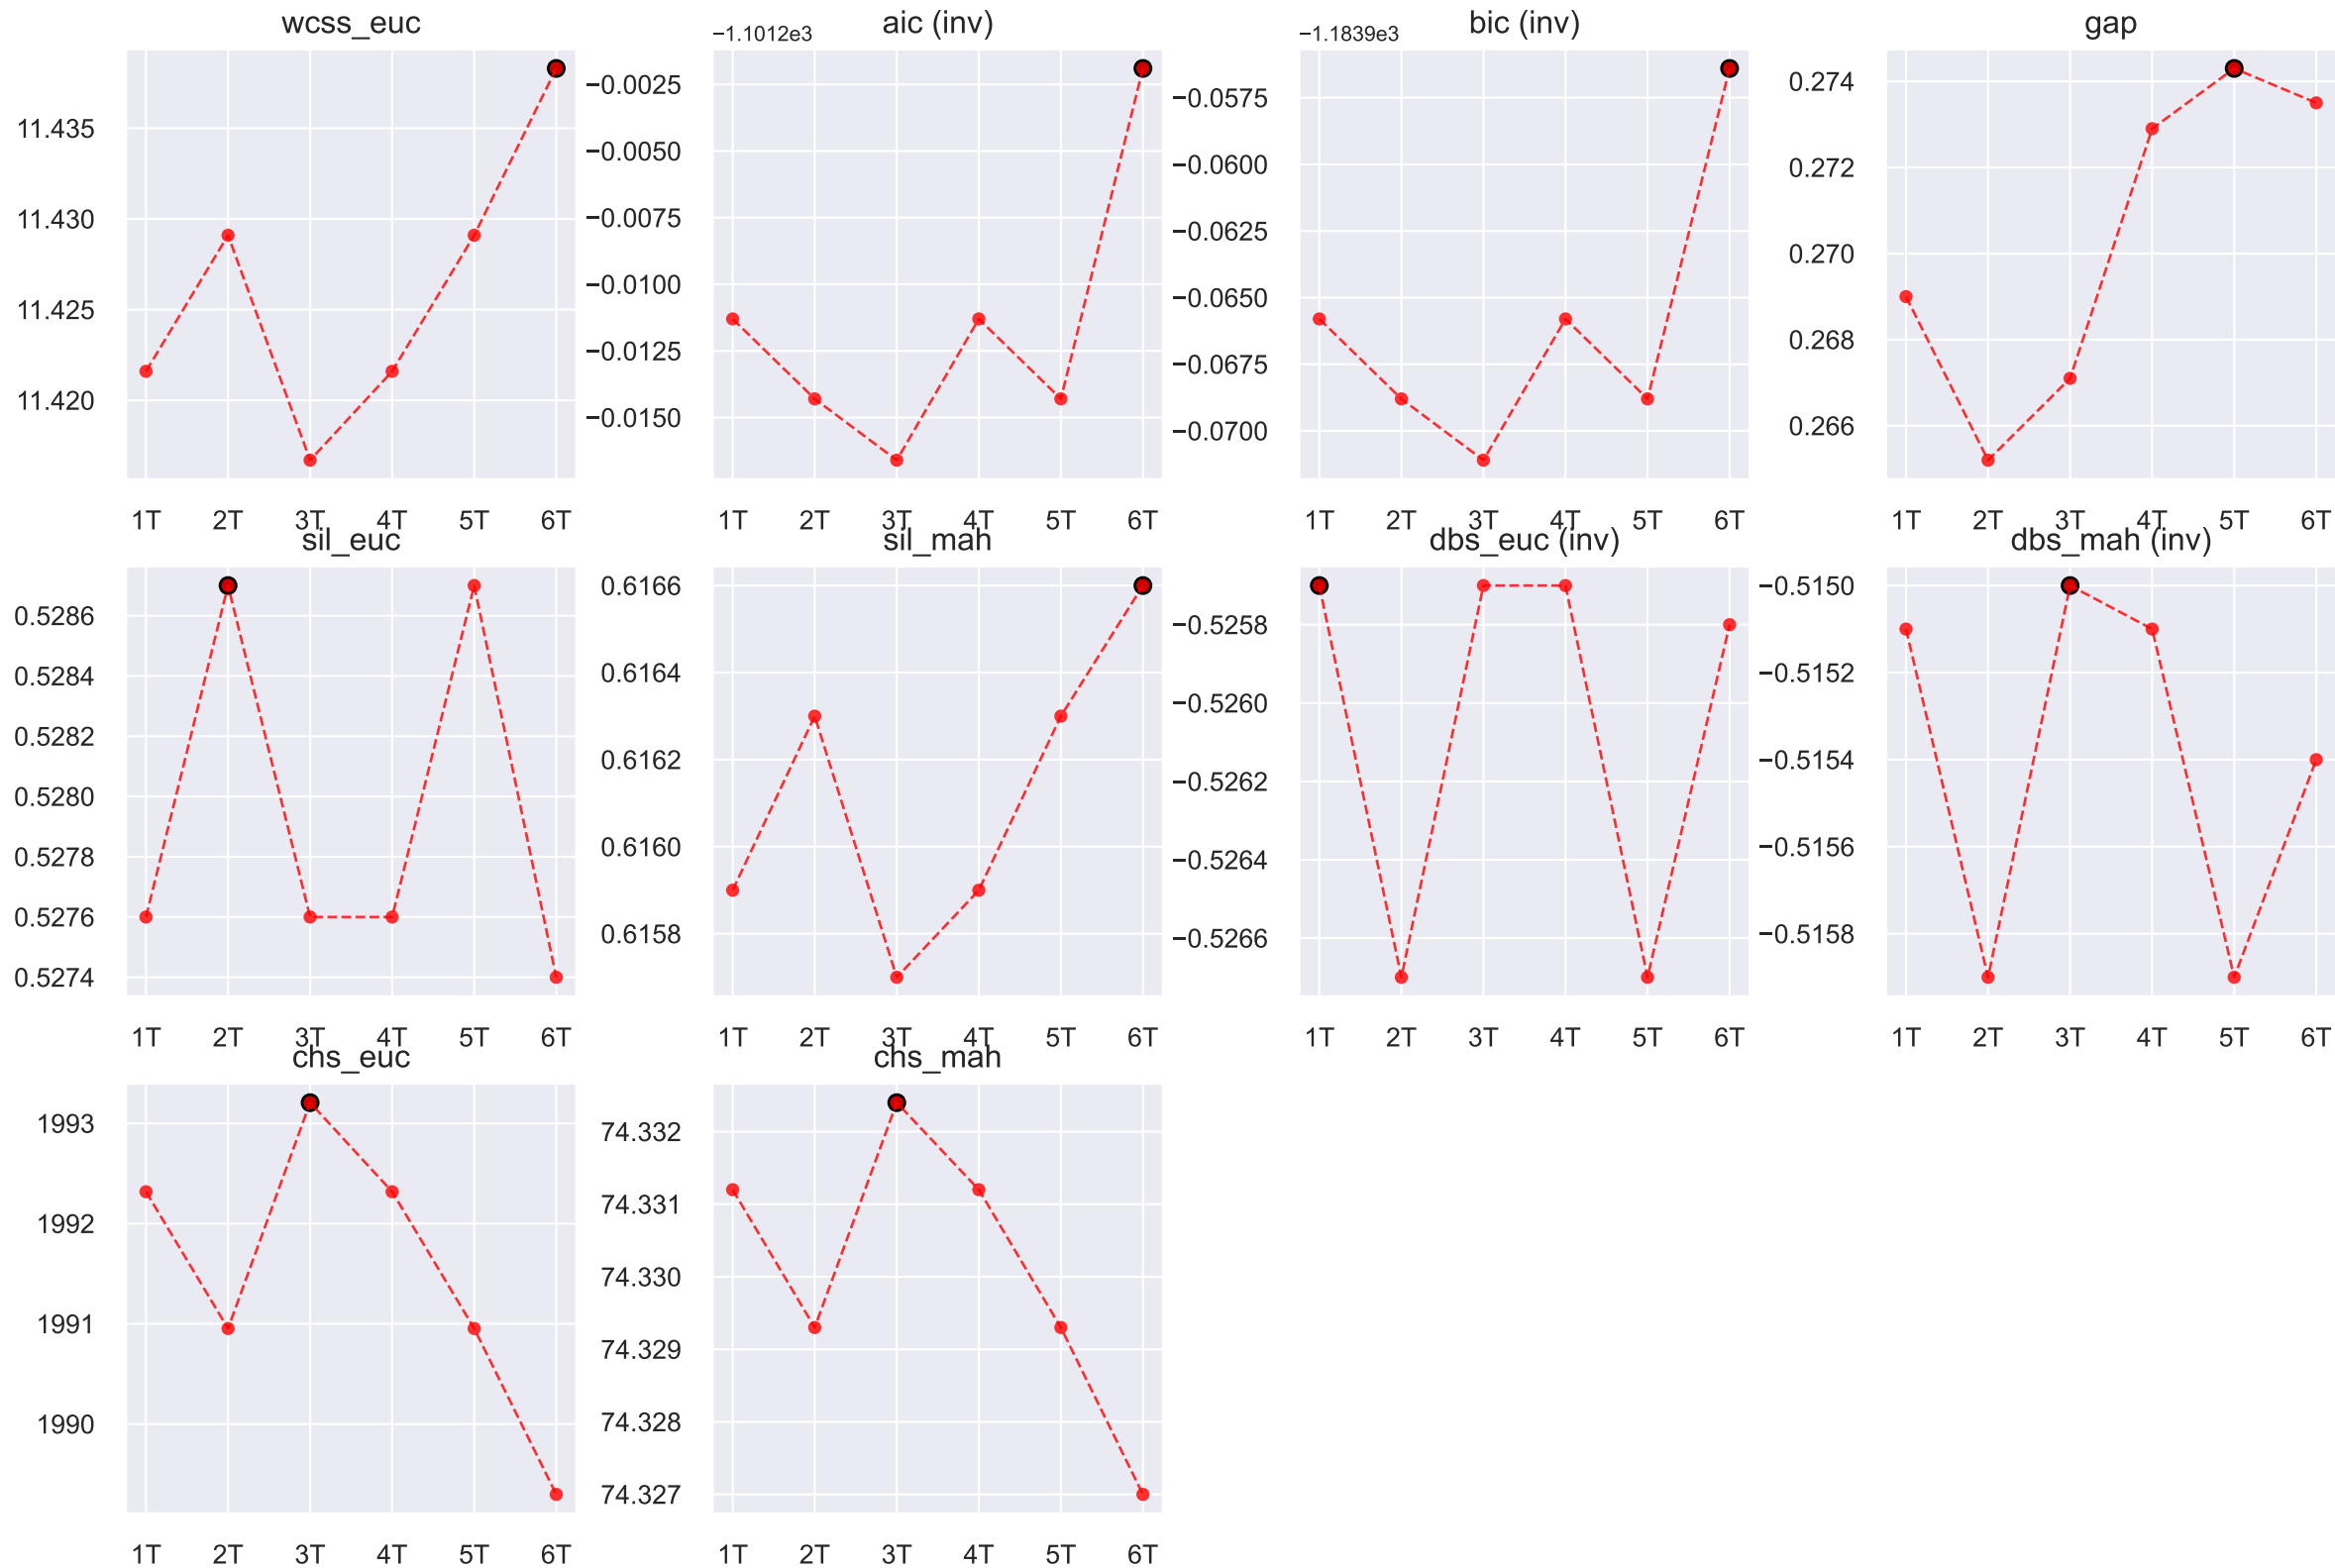 wcss_euc
11.435
11.430
11.425
11.420
1T 2T 3T 4T 5T 6T
aic (inv)
−1.1012e3
−0.0025
−0.0050
−0.0075
−0.0100
−0.0125
−0.0150
1T 2T 3T 4T 5T 6T
bic (inv)
−1.1839e3
−0.0575
−0.0600
−0.0625
−0.0650
−0.0675
−0.0700
1T 2T 3T 4T 5T 6T
gap
0.274
0.272
0.270
0.268
0.266
1T 2T 3T 4T 5T 6T
sil_euc
0.5286
0.5284
0.5282
0.5280
0.5278
0.5276
0.5274
1T 2T 3T 4T 5T 6T
sil_mah
0.6166
0.6164
0.6162
0.6160
0.6158
1T 2T 3T 4T 5T 6T
dbs_euc (inv)
−0.5258
−0.5260
−0.5262
−0.5264
−0.5266
1T 2T 3T 4T 5T 6T
dbs_mah (inv)
−0.5150
−0.5152
−0.5154
−0.5156
−0.5158
1T 2T 3T 4T 5T 6T
chs_euc
1993
1992
1991
1990
1T 2T 3T 4T 5T 6T
chs_mah
74.332
74.331
74.330
74.329
74.328
74.327
1T 2T 3T 4T 5T 6T